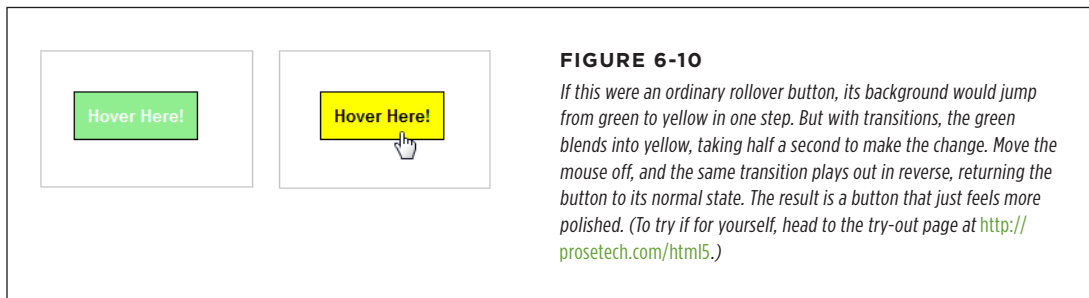 Hover Here!
Hover Here!
FIGURE 6-10
If this were an ordinary rollover button, its background would jump
from green to yellow in one step. But with transitions, the green
blends into yellow, taking half a second to make the change. Move the
mouse off, and the same transition plays out in reverse, returning the
button to its normal state. The result is a button that just feels more
polished. (To try if for yourself, head to the try-out page at http://
prosetech.com/html5.)